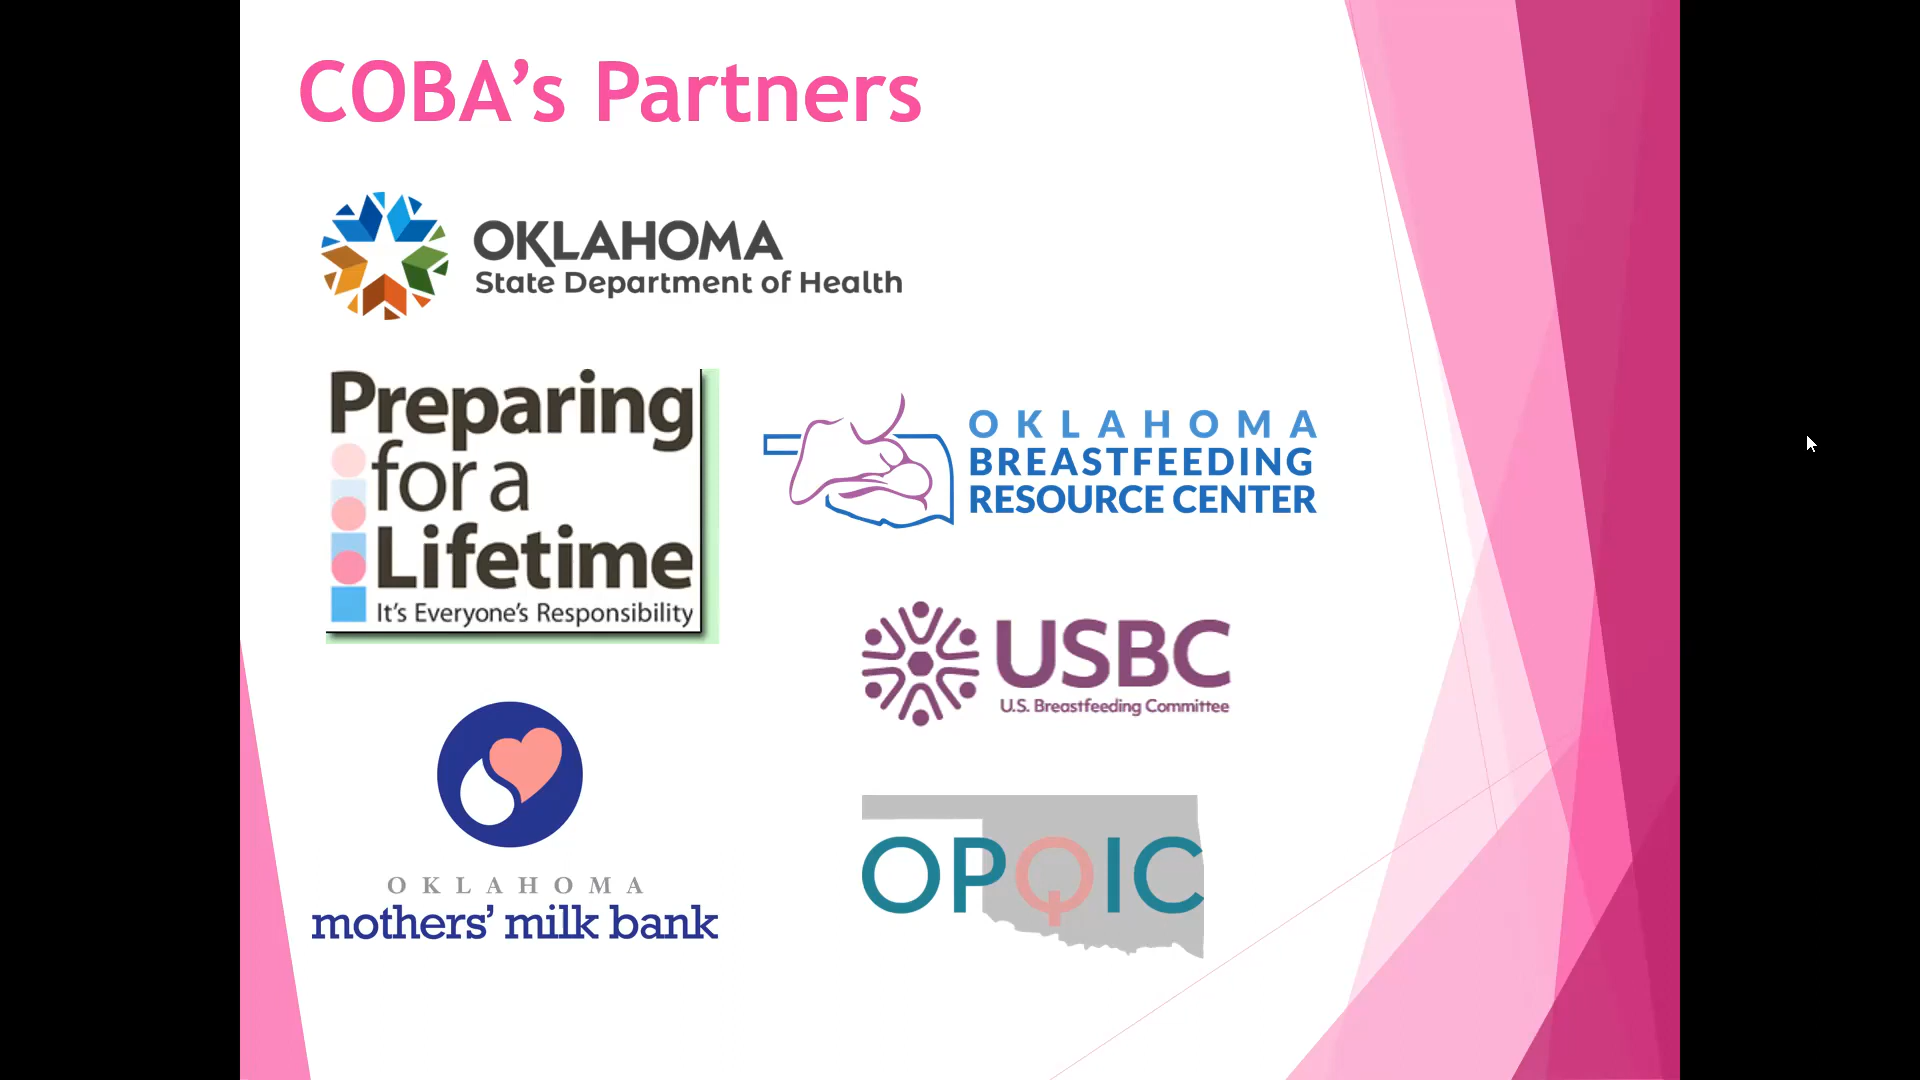 COBA's Partners
OKLAHOMA
State Department of Health
Preparing
for a
Lifetime
It's Everyone's Responsibility
OKLAHOMA
BREASTFEEDING
RESOURCE CENTER
USBC
U.S. Breastfeeding Committee
OKLAHOMA
mothers' milk bank
OPQIC